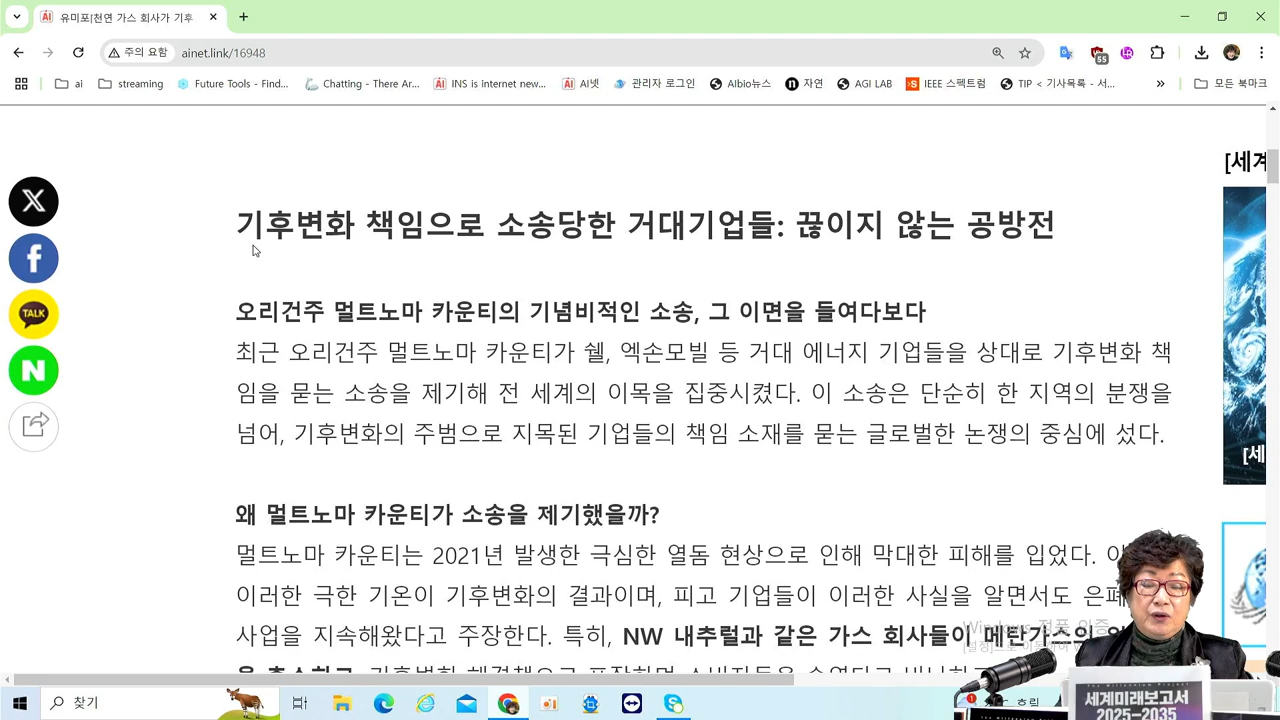 유미포[천연 가스 회사가 기후
주의 요함
ainet.link/16948
55
ai
streaming
Future Tools - Find...
Chatting - There Ar...
INS is internet new...
AI넷
관리자 로그인
AIbio뉴스
자연
AGI LAB
IEEE 스펙트럼
TIP < 기사목록 - 서...
모든 북마크
[세계
기후변화 책임으로 소송당한 거대기업들: 끊이지 않는 공방전
오리건주 멀트노마 카운티의 기념비적인 소송, 그 이면을 들여다보다
최근 오리건주 멀트노마 카운티가 쉘, 엑손모빌 등 거대 에너지 기업들을 상대로 기후변화 책
임을 묻는 소송을 제기해 전 세계의 이목을 집중시켰다. 이 소송은 단순히 한 지역의 분쟁을
넘어, 기후변화의 주범으로 지목된 기업들의 책임 소재를 묻는 글로벌한 논쟁의 중심에 섰다.
TALK
N
[세
왜 멀트노마 카운티가 소송을 제기했을까?
멀트노마 카운티는 2021년 발생한 극심한 열돔 현상으로 인해 막대한 피해를 입었다.
이러한 극한 기온이 기후변화의 결과이며, 피고 기업들이 이러한 사실을 알면서도 은폐
사업을 지속해왔다고 주장한다. 특히, NW 내추럴과 같은 가스 회사들이 메탄가스의
Windows 정품 인증
찾기
흐림
The Millennium Project
세계미래보고서
2025-2035